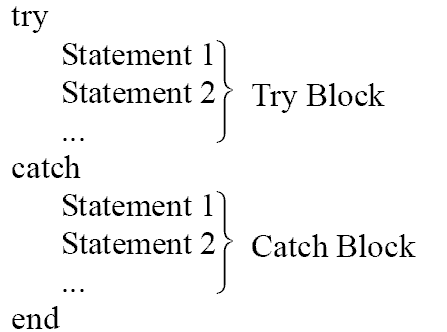 try
Statement 1
Statement 2 Try Block
...
catch
Statement 1
Statement 2 Catch Block
...
end